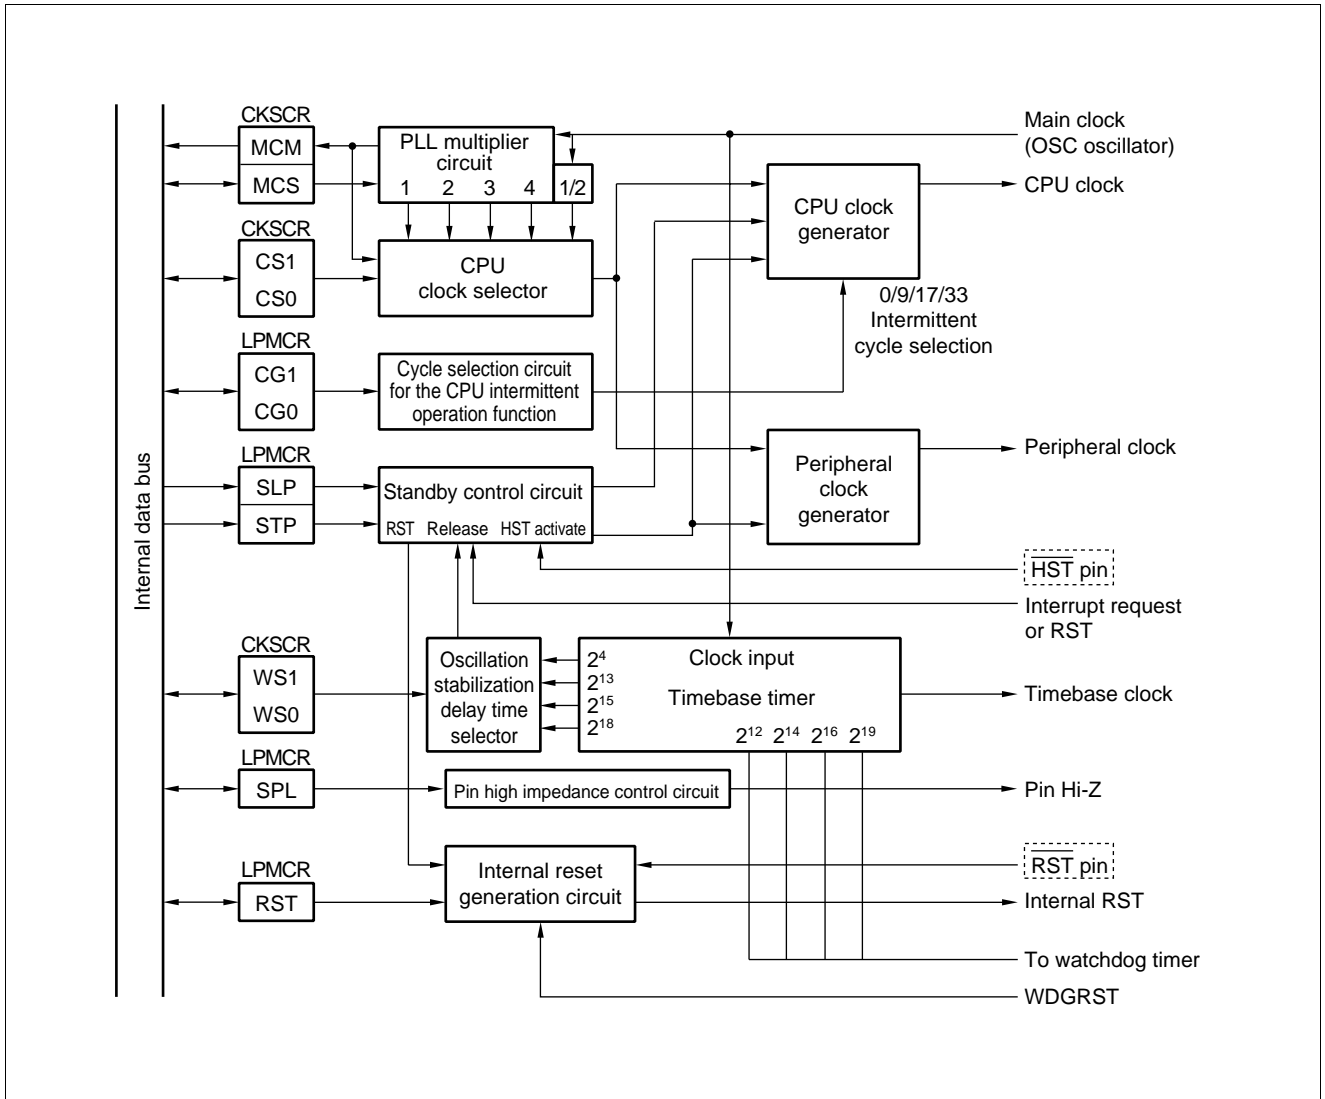 CKSCR
MCM
MCS
PLL multiplier
circuit
1 2 3 4 1/2
Main clock
(OSC oscillator)
CPU clock
generator
CPU clock
CKSCR
CS1
CS0
CPU
clock selector
0/9/17/33
Intermittent
cycle selection
LPMCR
CG1
CG0
Cycle selection circuit
for the CPU intermittent
operation function
LPMCR
SLP
STP
Standby control circuit
RST Release HST activate
Peripheral
clock
generator
Peripheral clock
HST pin
Interrupt request
or RST
Internal data bus
CKSCR
WS1
WS0
Oscillation
stabilization
delay time
selector
2⁴
2¹³
2¹⁵
2¹⁸
Clock input
Timebase timer
2¹² 2¹⁴ 2¹⁶ 2¹⁹
Timebase clock
LPMCR
SPL
Pin high impedance control circuit
Pin Hi-Z
LPMCR
RST
Internal reset
generation circuit
RST pin
Internal RST
To watchdog timer
WDGRST